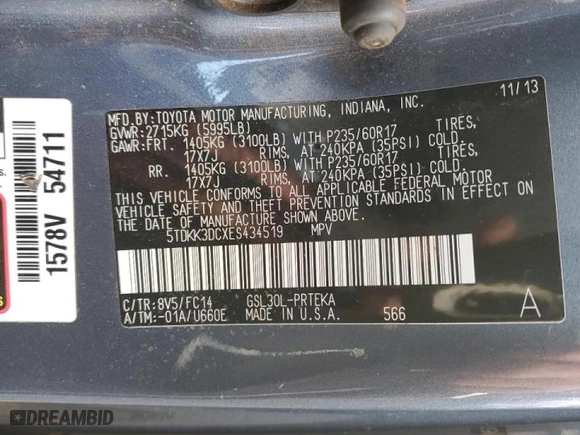 MFD.BY:TOYOTA MOTOR MANUFACTURING, INDIANA, INC. 11/13
GVWR:2715KG (5995LB)
GAWR:FRT. 1405KG (3100LB) WITH P235/60R17 TIRES,
17X7J RIMS, AT 240KPA (35PSI) COLD
RR. 1405KG (3100LB) WITH P235/60R17 TIRES,
17X7J RIMS, AT 240KPA (35PSI) COLD
THIS VEHICLE CONFORMS TO ALL APPLICABLE FEDERAL MOTOR
VEHICLE SAFETY AND THEFT PREVENTION STANDARDS IN EFFECT ON
THE DATE OF MANUFACTURE SHOWN ABOVE.
5TDKK3DCXES434519 MPV
C/TR:8V5/FC14 GSL30L-PRTEKA
A/TM:-01A/U660E MADE IN U.S.A. 566 A
1578V 54711
s.
DREAMBID